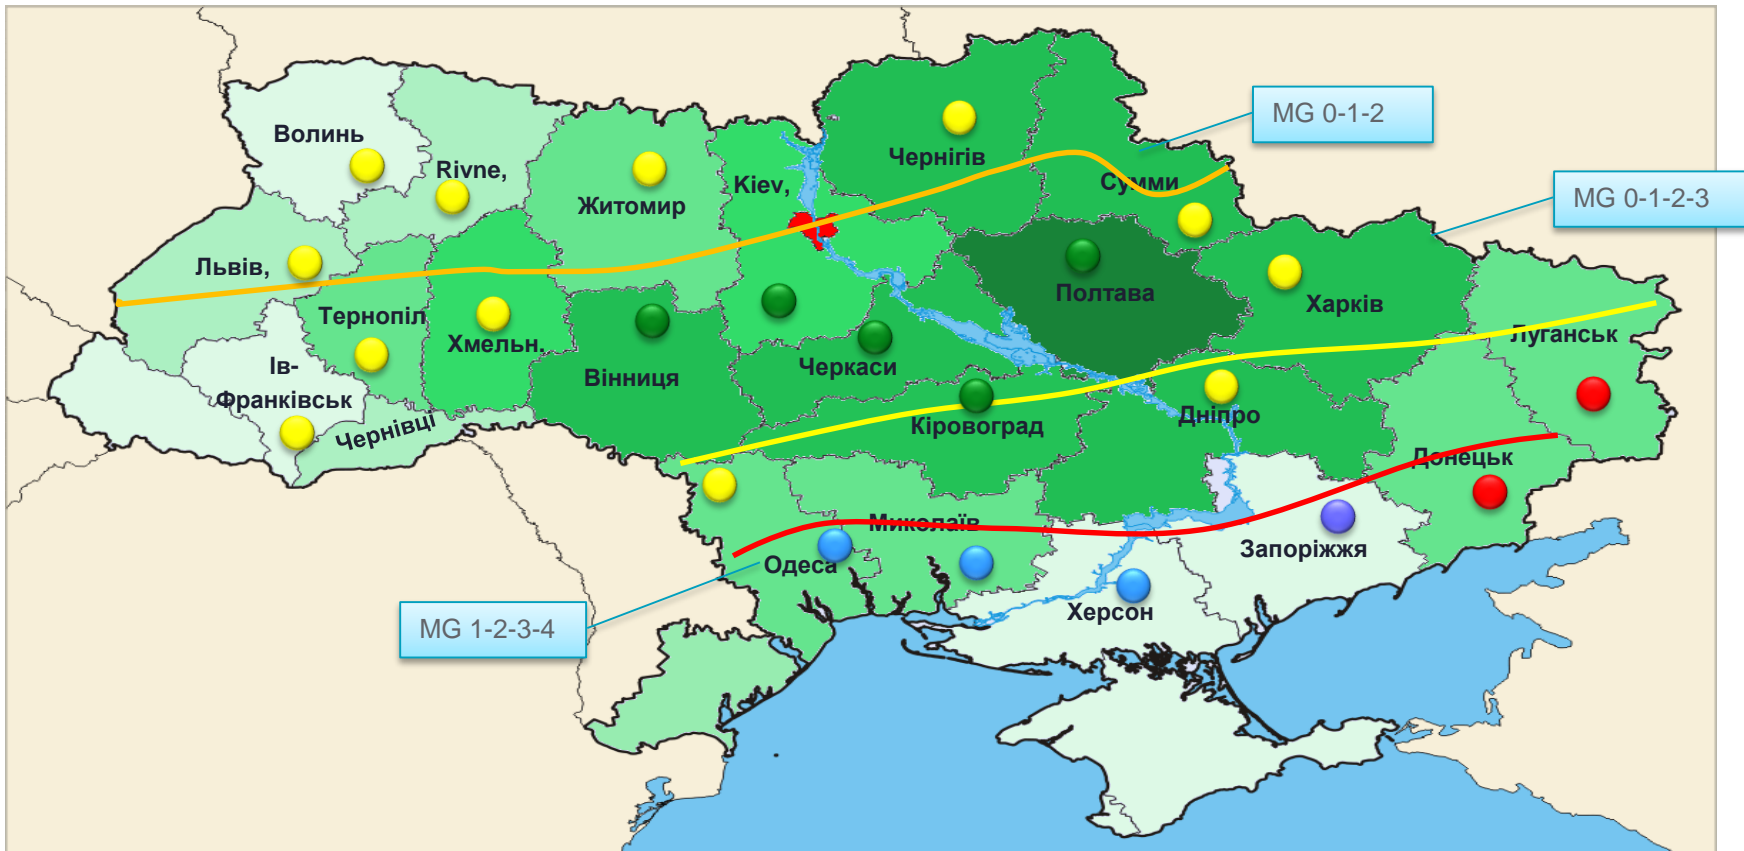 MG 0-1-2
Волинь
Чернігів
Rivne,
Kiev,
Сумми
MG 0-1-2-3
Житомир
Львів,
Полтава
Харків
Тернопіл
Хмельн.
Луганськ
Ів-
Франківськ
Вінниця
Черкаси
Чернівці
Кіровоград
Дніпро
Донецьк
Миколаїв
Запоріжжя
Одеса
Херсон
MG 1-2-3-4